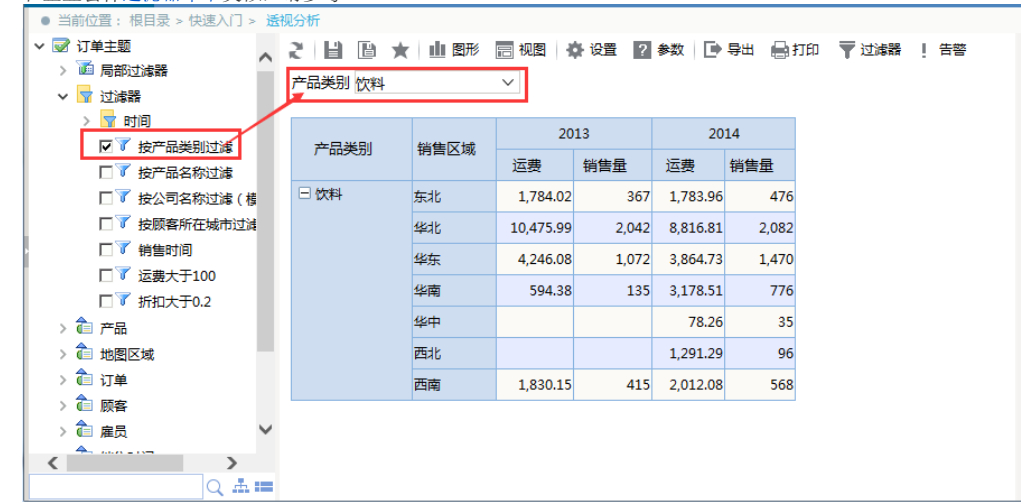 当前位置： 根目录 > 快速入门 > 透视分析
订单主题
局部过滤器
过滤器
时间
按产品类别过滤
按产品名称过滤
按公司名称过滤（模
按顾客所在城市过滤
销售时间
运费大于100
折扣大于0.2
产品
地图区域
订单
顾客
雇员
图形 视图 设置 参数 导出 打印 过滤器 告警
产品类别 饮料
产品类别 销售区域 2013 2014
运费 销售量 运费 销售量
饮料 东北 1,784.02 367 1,783.96 476
华北 10,475.99 2,042 8,816.81 2,082
华东 4,246.08 1,072 3,864.73 1,470
华南 594.38 135 3,178.51 776
华中 78.26 35
西北 1,291.29 96
西南 1,830.15 415 2,012.08 568